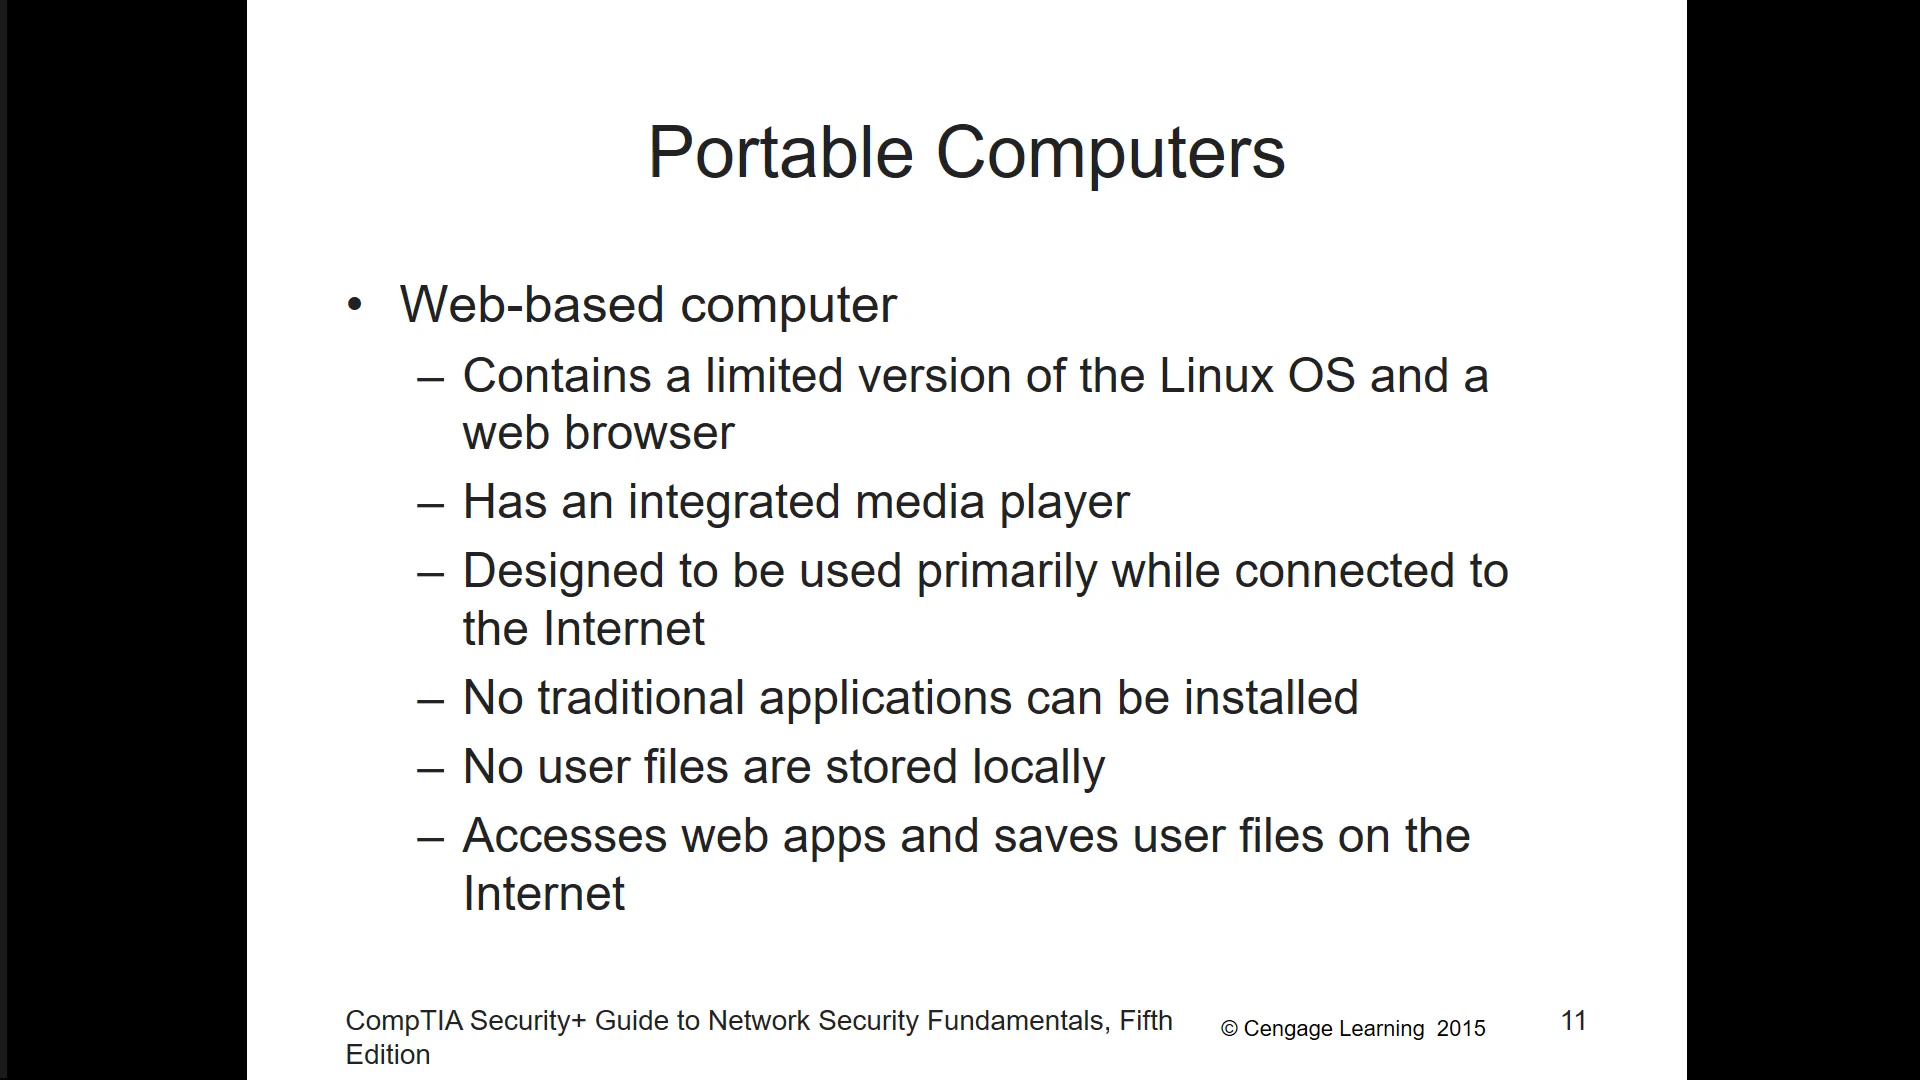 Portable Computers
• Web-based computer
– Contains a limited version of the Linux OS and a
web browser
– Has an integrated media player
– Designed to be used primarily while connected to
the Internet
– No traditional applications can be installed
– No user files are stored locally
– Accesses web apps and saves user files on the
Internet
CompTIA Security+ Guide to Network Security Fundamentals, Fifth
Edition
© Cengage Learning 2015
11